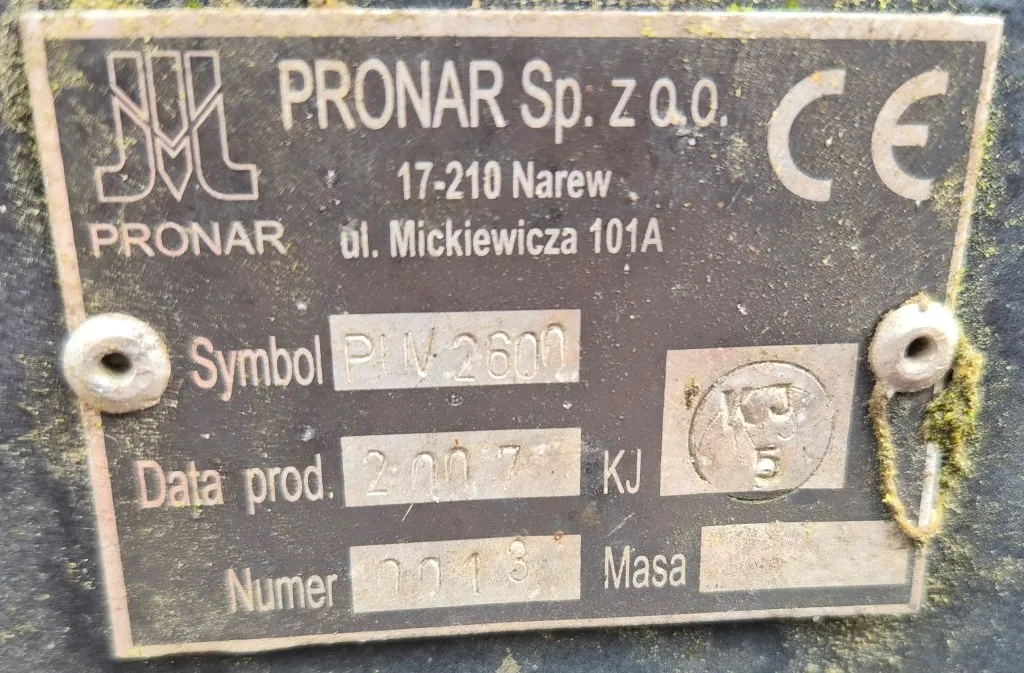 PRONAR Sp. z o.o.
17-210 Narew
ul. Mickiewicza 101A
PRONAR
CE
Symbol 2600
Data prod. 2007
KJ
KJ
5
Numer 0013
Masa